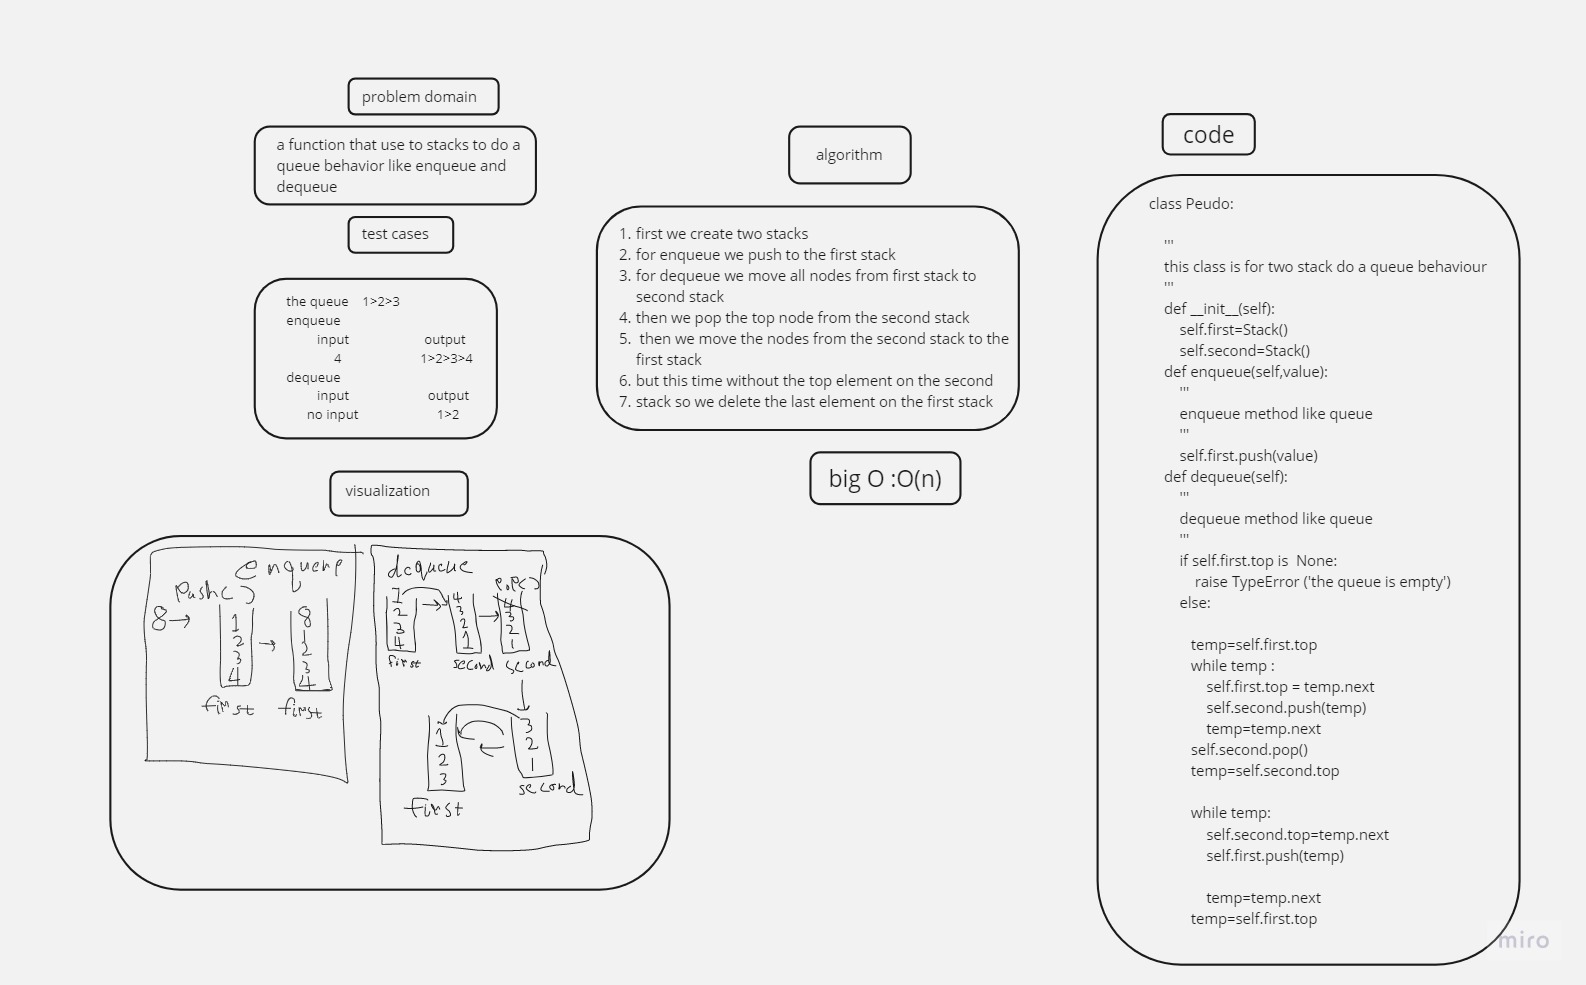 problem domain
a function that use to stacks to do a
queue behavior like enqueue and
dequeue
test cases
the queue 1>2>3
enqueue
input output
4 1>2>3>4
dequeue
input output
no input 1>2
visualization
enqueue
push()
8→
1
2
3
4
first
→
8
1
2
3
4
first
dequeue
1
2
3
4
first
→
4
3
2
1
second
→
pop()
4
3
2
1
second
3
2
1
second
1
2
3
first
algorithm
1. first we create two stacks
2. for enqueue we push to the first stack
3. for dequeue we move all nodes from first stack to
second stack
4. then we pop the top node from the second stack
5. then we move the nodes from the second stack to the
first stack
6. but this time without the top element on the second
7. stack so we delete the last element on the first stack
big O :O(n)
code
class Peudo:
'''
this class is for two stack do a queue behaviour
'''
def __init__(self):
self.first=Stack()
self.second=Stack()
def enqueue(self,value):
'''
enqueue method like queue
'''
self.first.push(value)
def dequeue(self):
'''
dequeue method like queue
'''
if self.first.top is  None:
raise TypeError ('the queue is empty')
else:
temp=self.first.top
while temp :
self.first.top = temp.next
self.second.push(temp)
temp=temp.next
self.second.pop()
temp=self.second.top
while temp:
self.second.top=temp.next
self.first.push(temp)
temp=temp.next
temp=self.first.top
miro